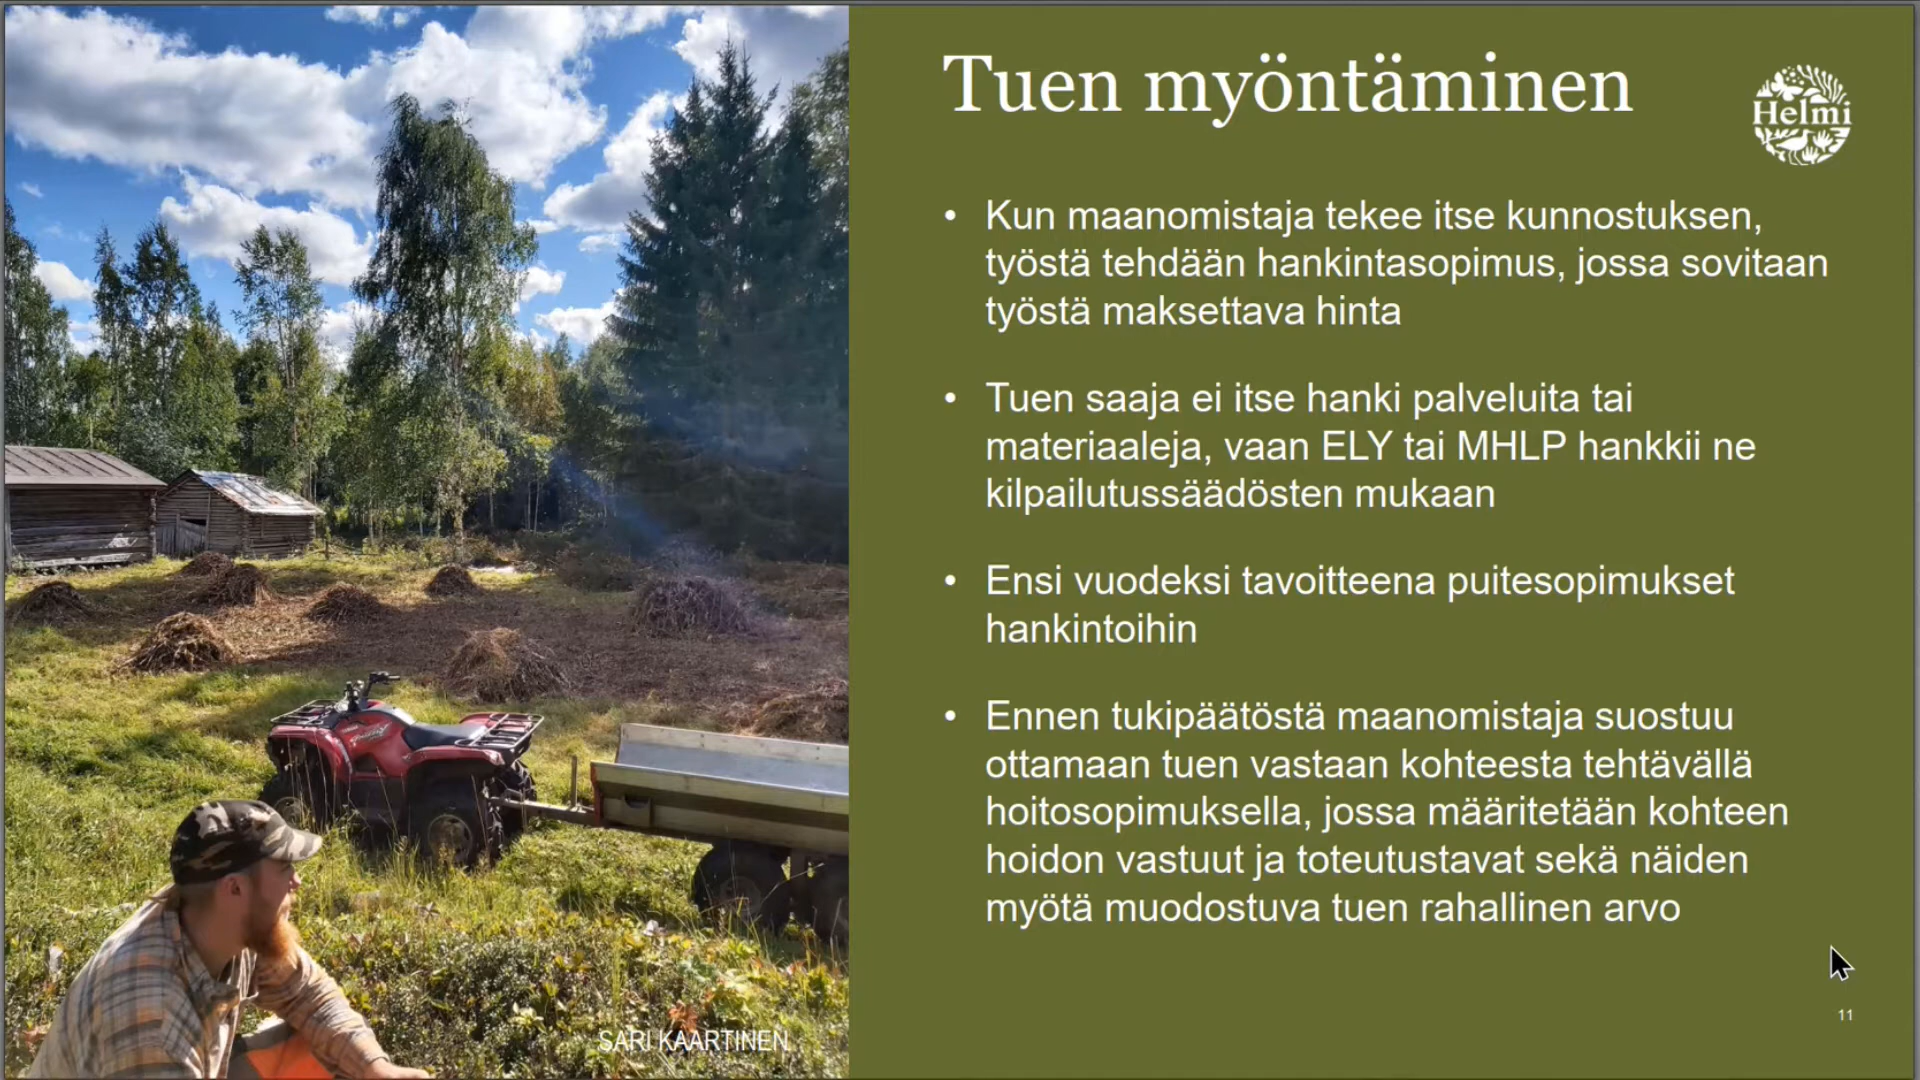 Tuen myöntäminen
Helmi
• Kun maanomistaja tekee itse kunnostuksen,
työstä tehdään hankintasopimus, jossa sovitaan
työstä maksettava hinta
• Tuen saaja ei itse hanki palveluita tai
materiaaleja, vaan ELY tai MHLP hankkii ne
kilpailutussäädösten mukaan
• Ensi vuodeksi tavoitteena puitesopimukset
hankintoihin
• Ennen tukipäätöstä maanomistaja suostuu
ottamaan tuen vastaan kohteesta tehtävällä
hoitosopimuksella, jossa määritetään kohteen
hoidon vastuut ja toteutustavat sekä näiden
myötä muodostuva tuen rahallinen arvo
SARI KAARTINEN
11